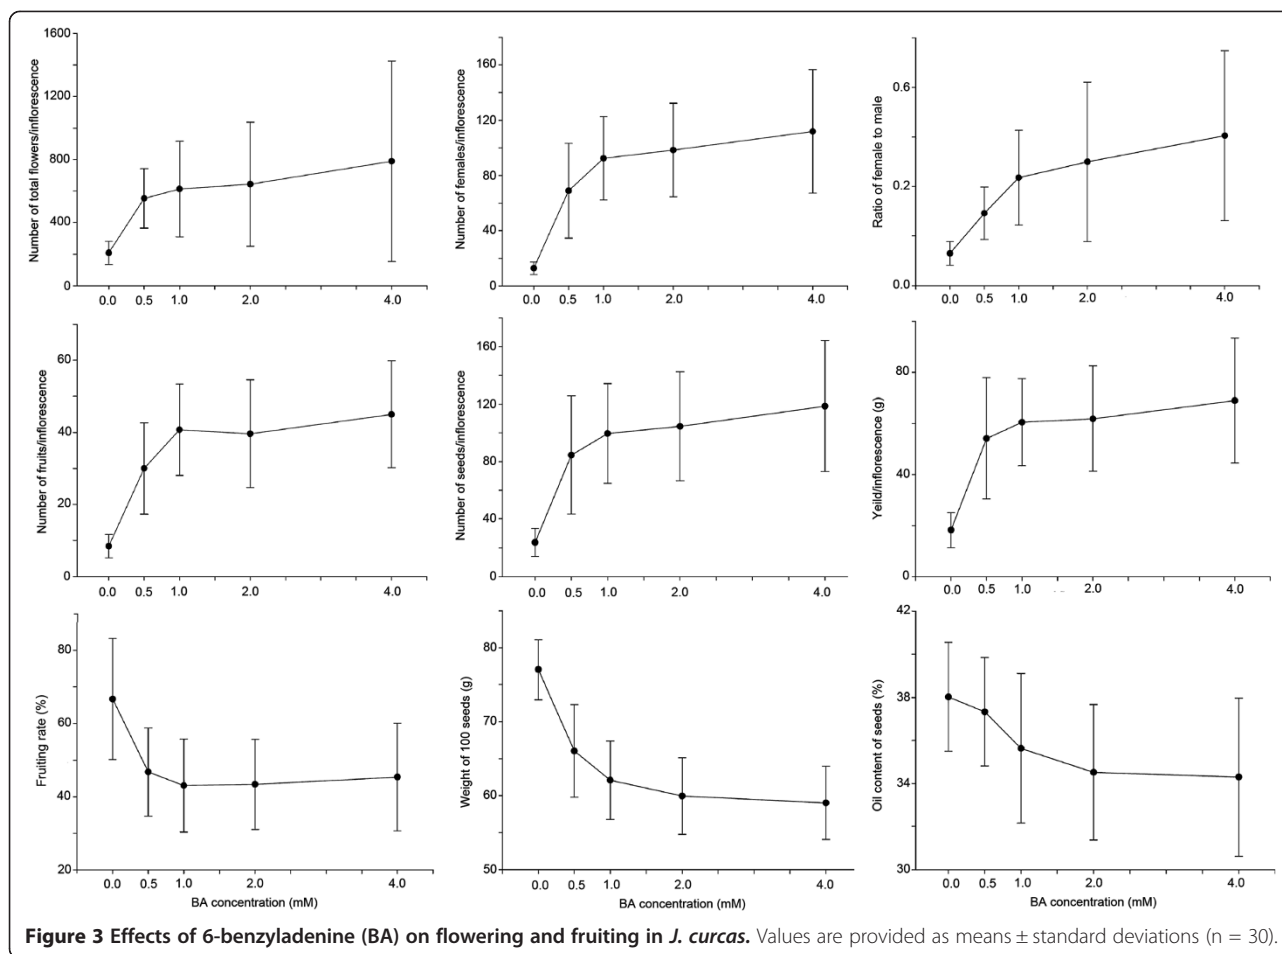 1600
1200
800
400
0
Number of total flowers/inflorescence
0.0 0.5 1.0 2.0 4.0
160
120
80
40
0
Number of females/inflorescence
0.0 0.5 1.0 2.0 4.0
0.6
0.2
0.0
Ratio of female to male
0.0 0.5 1.0 2.0 4.0
60
40
20
0
Number of fruits/inflorescence
0.0 0.5 1.0 2.0 4.0
160
120
80
40
0
Number of seeds/inflorescence
0.0 0.5 1.0 2.0 4.0
80
40
0
Yeild/inflorescence (g)
0.0 0.5 1.0 2.0 4.0
80
60
40
20
Fruiting rate (%)
0.0 0.5 1.0 2.0 4.0
BA concentration (mM)
80
70
60
50
Weight of 100 seeds (g)
0.0 0.5 1.0 2.0 4.0
BA concentration (mM)
42
38
34
30
Oil content of seeds (%)
0.0 0.5 1.0 2.0 4.0
BA concentration (mM)
Figure 3 Effects of 6-benzyladenine (BA) on flowering and fruiting in J. curcas. Values are provided as means ± standard deviations (n = 30).